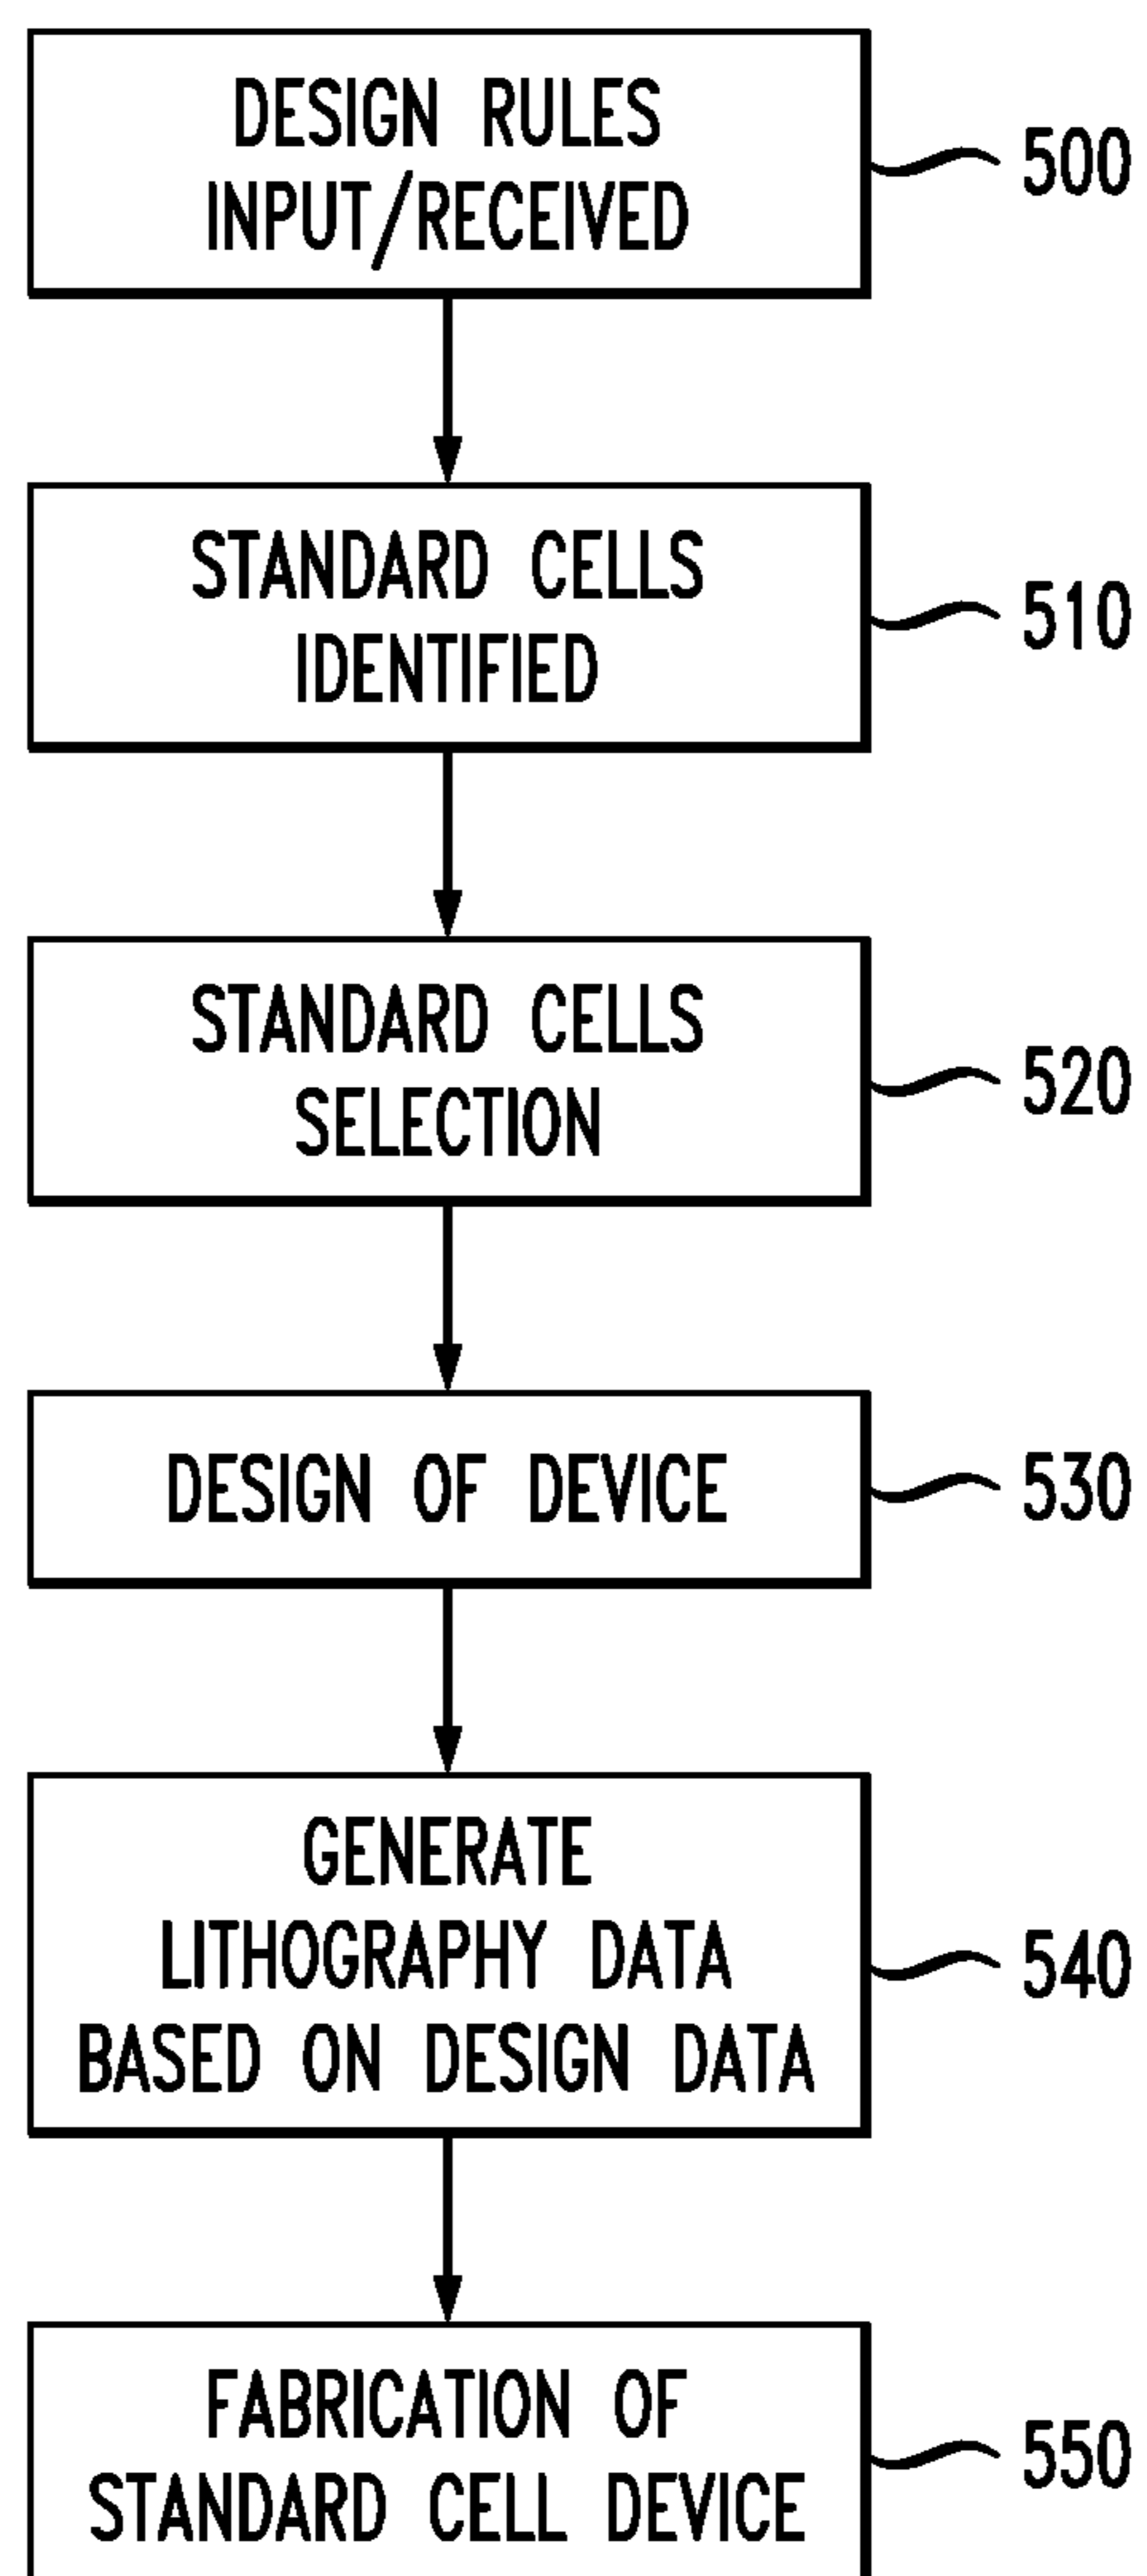 DESIGN RULES
INPUT/RECEIVED
500
STANDARD CELLS
IDENTIFIED
510
STANDARD CELLS
SELECTION
520
DESIGN OF DEVICE
530
GENERATE
LITHOGRAPHY DATA
BASED ON DESIGN DATA
540
FABRICATION OF
STANDARD CELL DEVICE
550